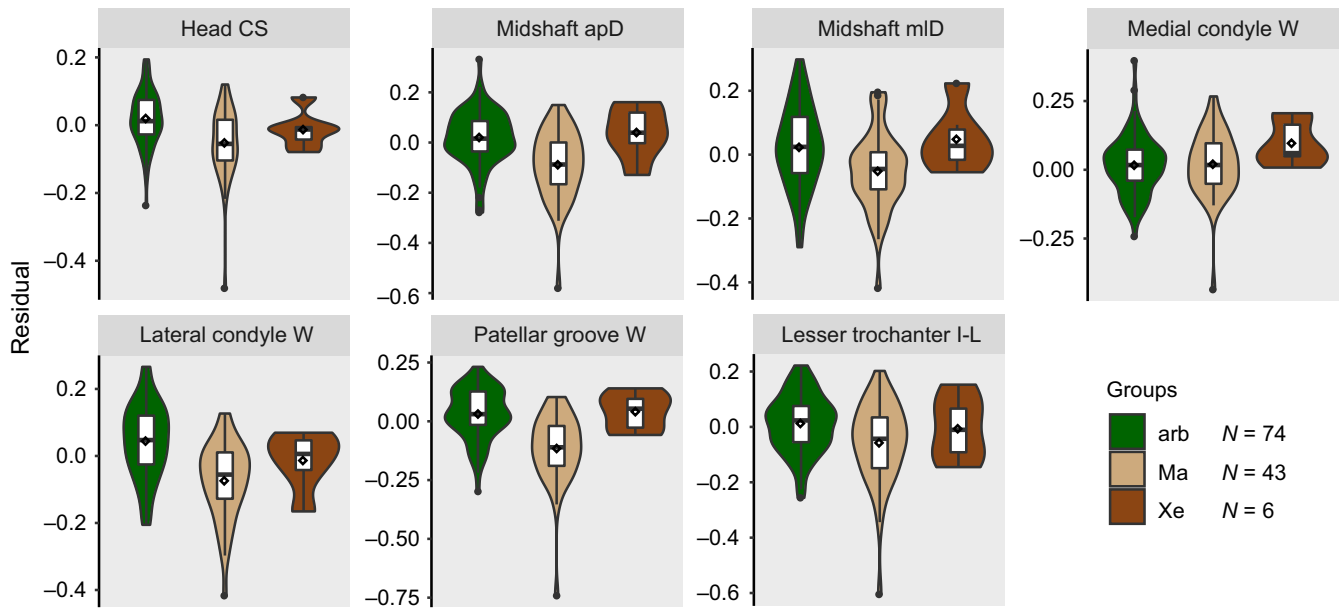 Head CS
Midshaft apD
Midshaft mlD
Medial condyle W
0.2
0.0
–0.2
–0.4
0.2
0.0
–0.2
–0.4
–0.6
0.2
0.0
–0.2
–0.4
0.25
0.00
–0.25
Residual
Lateral condyle W
Patellar groove W
Lesser trochanter I-L
0.2
0.0
–0.2
–0.4
0.25
0.00
–0.25
–0.50
–0.75
0.2
0.0
–0.2
–0.4
–0.6
Groups
arb N = 74
Ma N = 43
Xe N = 6